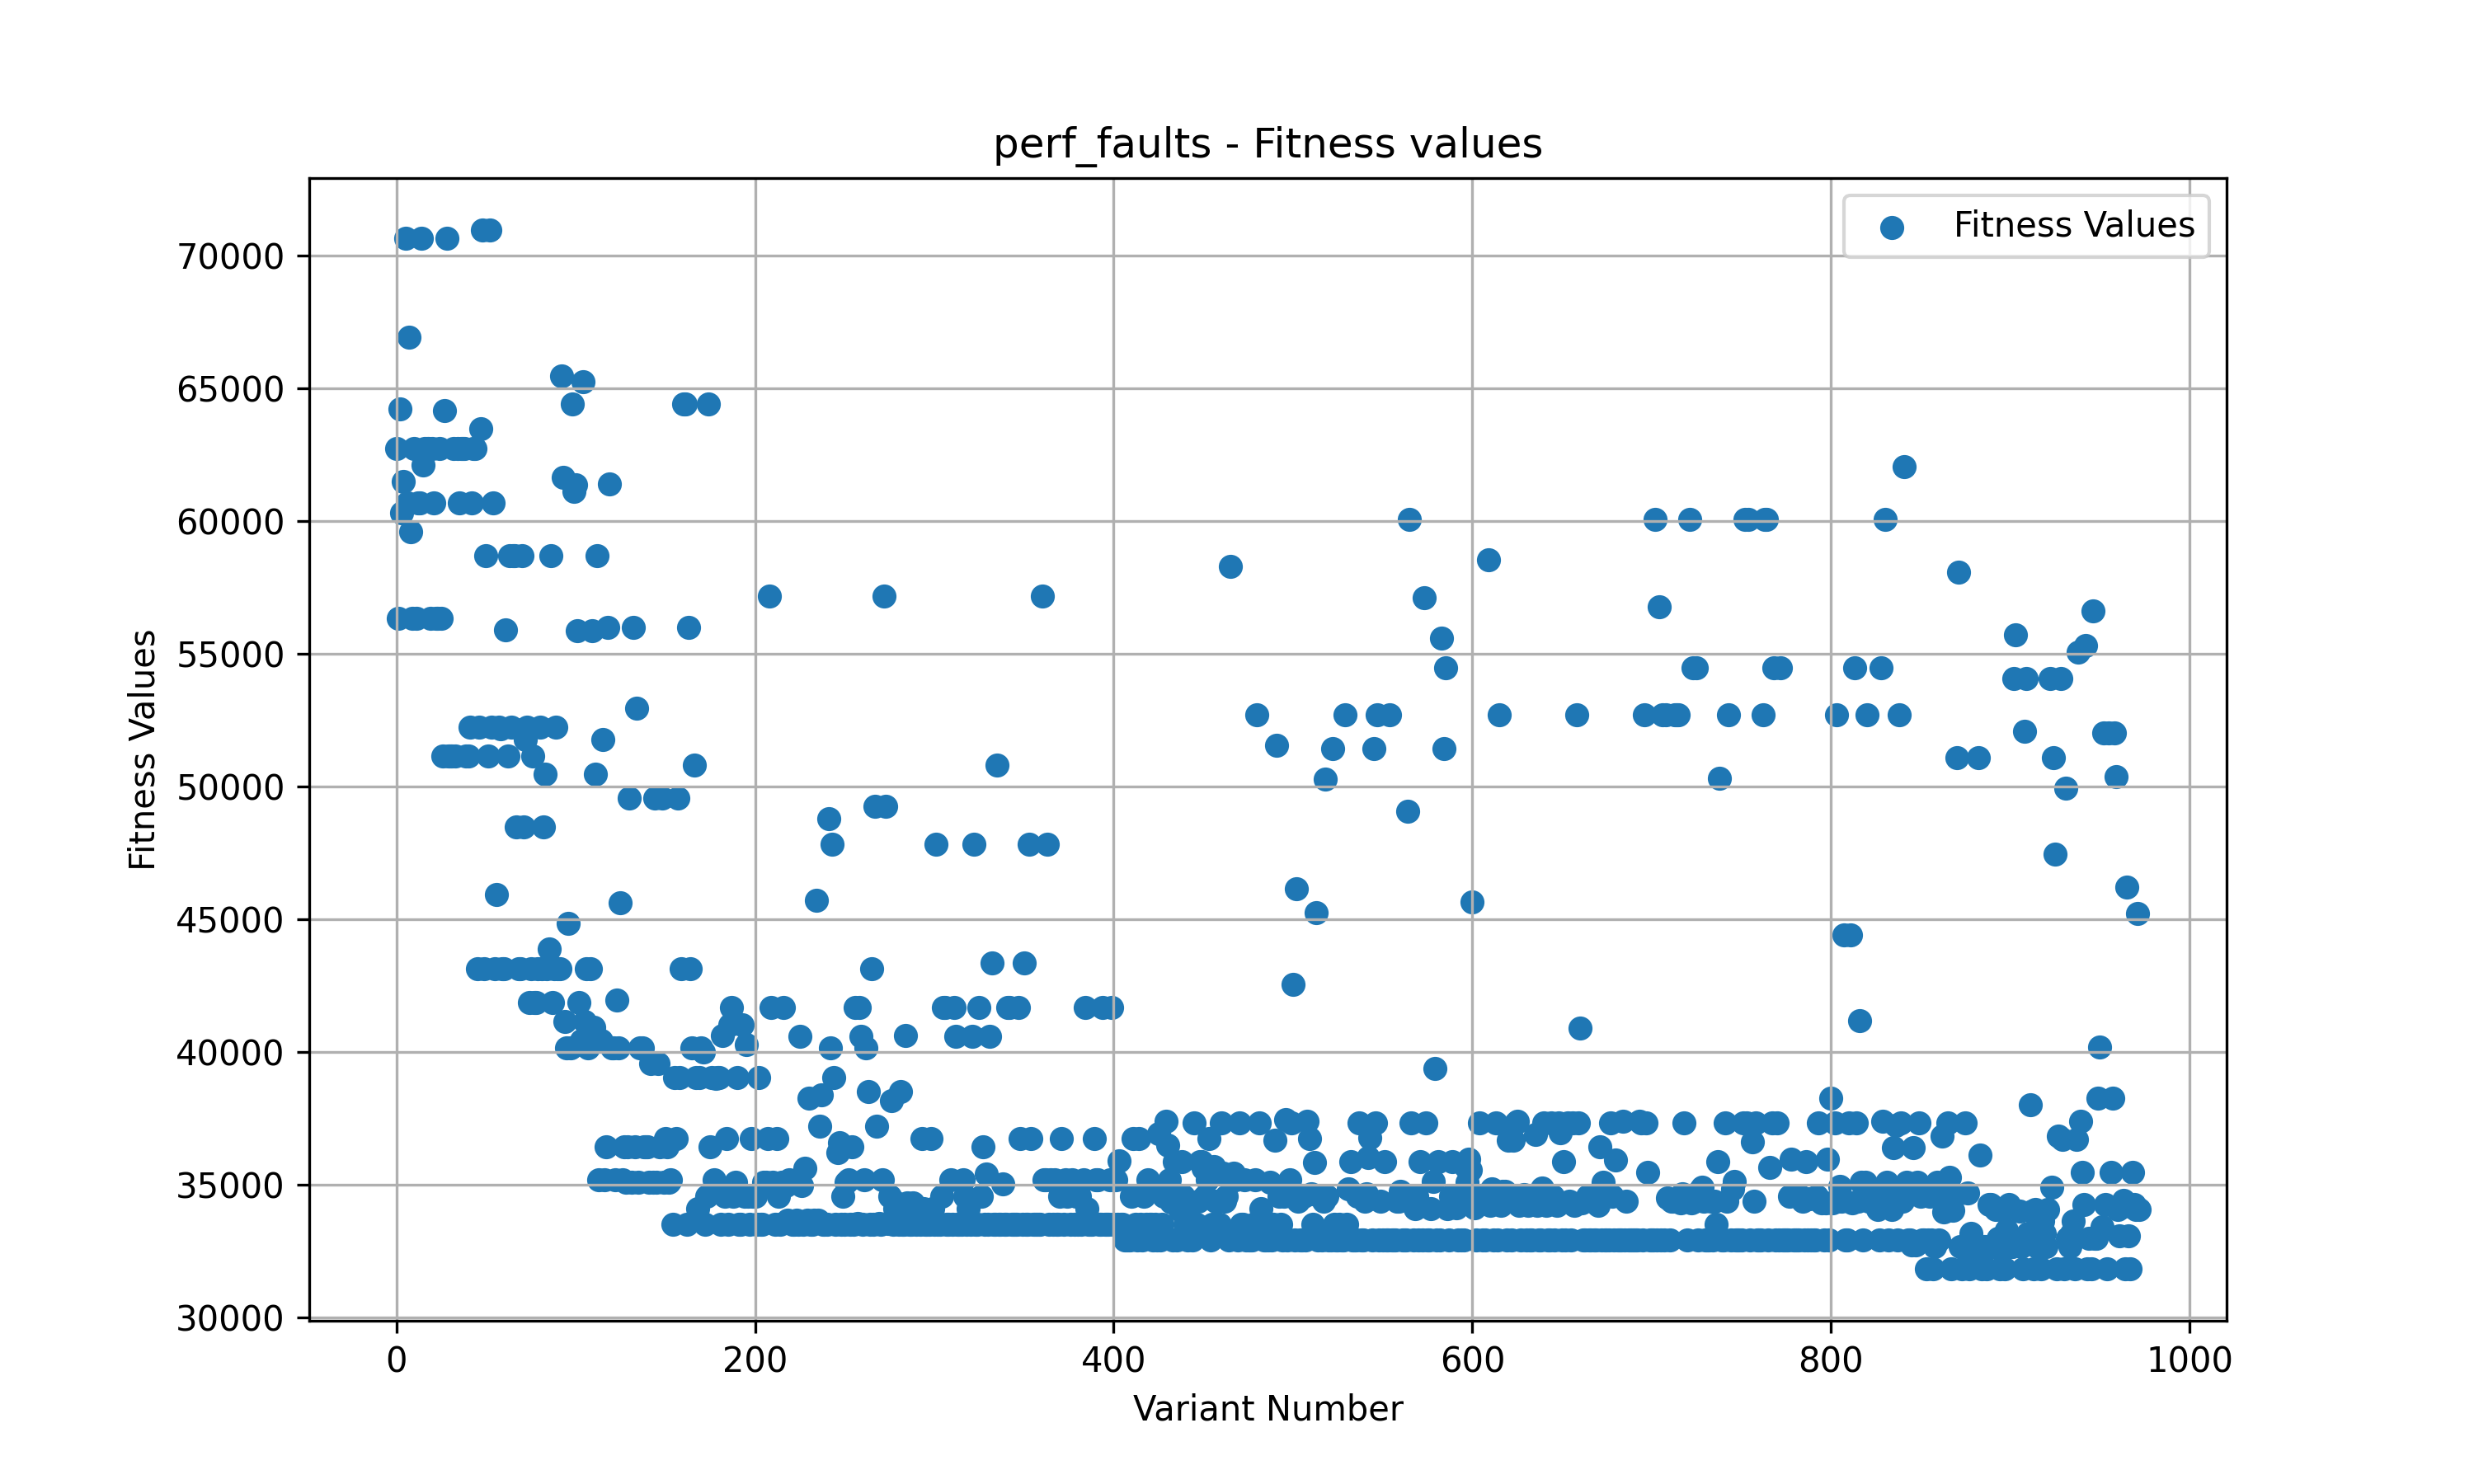 perf_faults - Fitness values
Fitness Values
70000
65000
60000
55000
50000
45000
40000
35000
30000
Fitness Values
0 200 400 600 800 1000
Variant Number